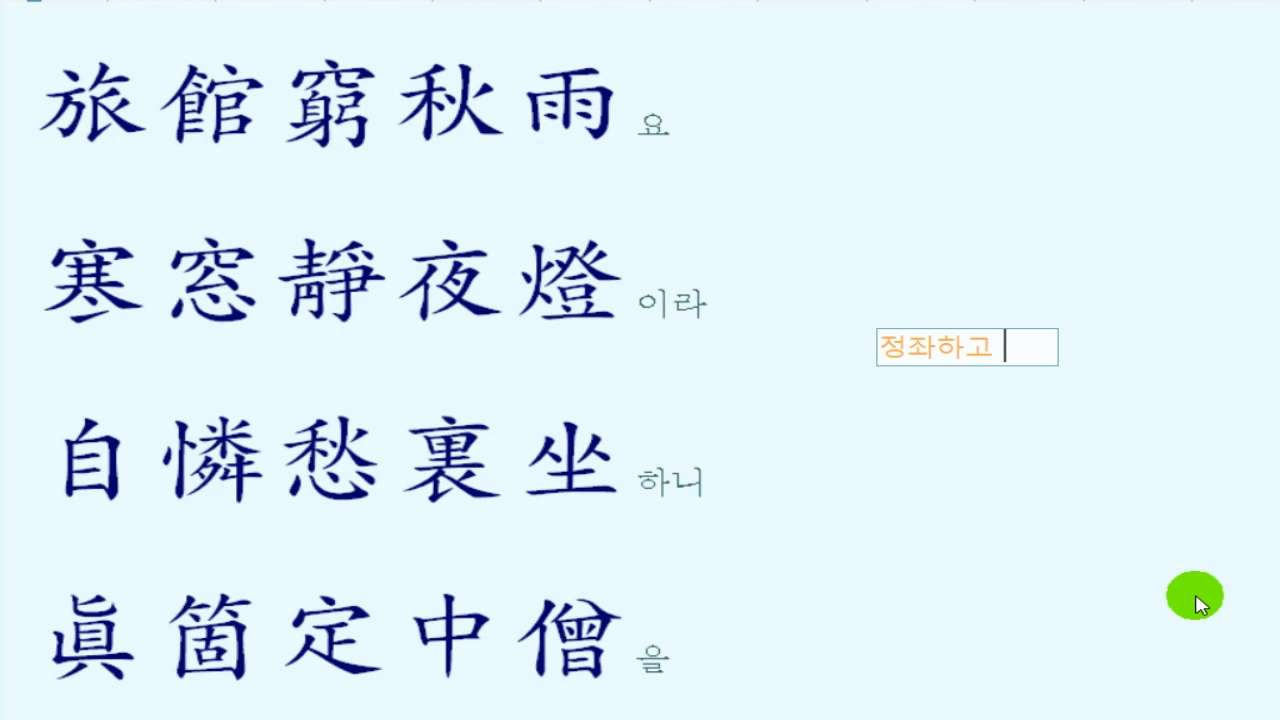 旅館窮秋雨요
寒窓靜夜燈이라
정좌하고
自憐愁裏坐하니
眞箇定中僧을